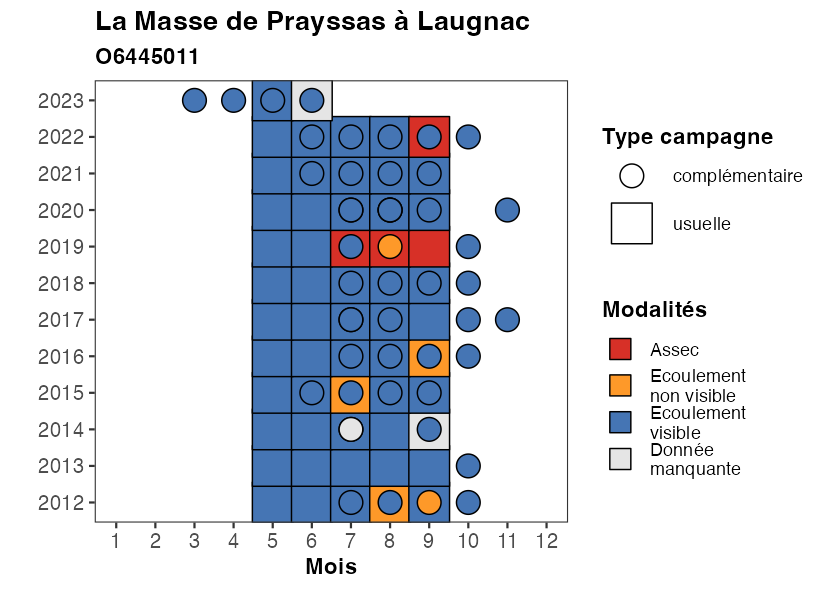 La Masse de Prayssas à Laugnac
O6445011
2023
2022
2021
2020
2019
2018
2017
2016
2015
2014
2013
2012
1 2 3 4 5 6 7 8 9 10 11 12
Mois
Type campagne
complémentaire
usuelle
Modalités
Assec
Ecoulement
non visible
Ecoulement
visible
Donnée
manquante